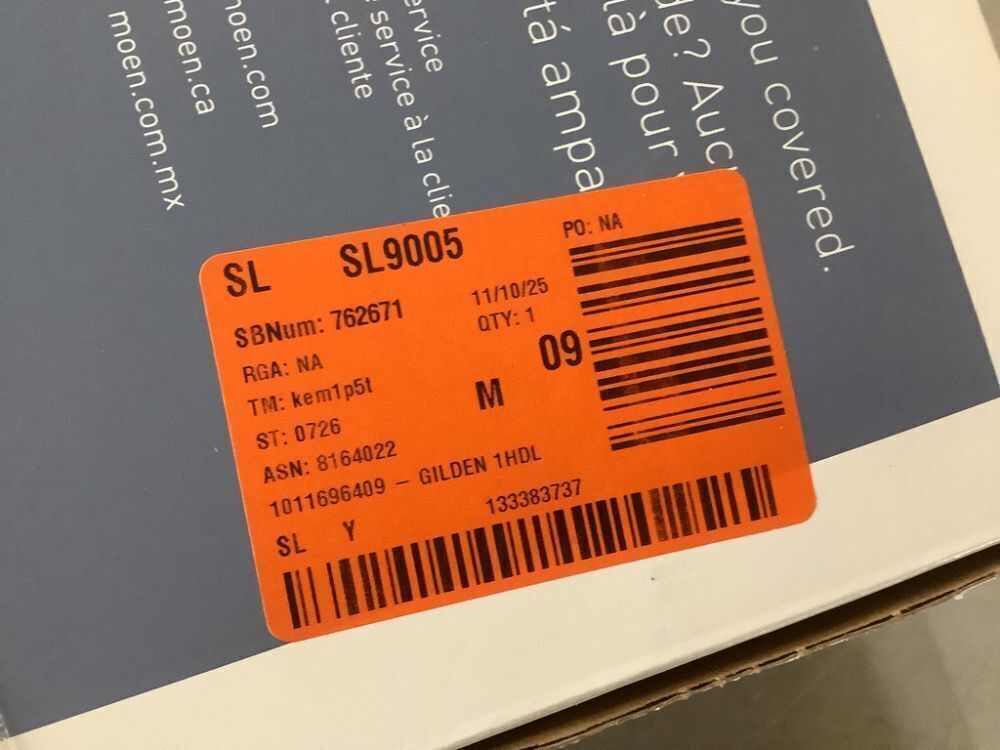 you covered.
de? Auc
là pour
tá ampa
ervice
service à la clie
cliente
moen.com
moen.ca
moen.com.mx
SL SL9005 PO: NA
SBNum: 762671 11/10/25
RGA: NA QTY: 1
TM: kem1p5t 09
ST: 0726 M
ASN: 8164022
1011696409 – GILDEN 1HDL
SL Y 133383737